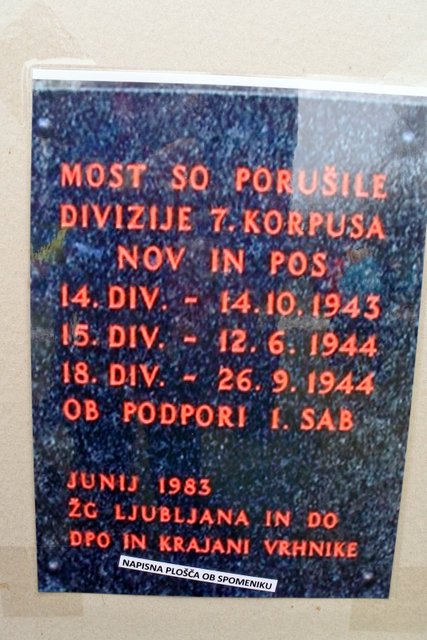 MOST SO PORUŠILE
DIVIZIJE 7. KORPUSA
NOV IN POS
14. DIV. - 14.10.1943
15. DIV. - 12.6.1944
18. DIV. - 26.9.1944
OB PODPORI 1. SAB
JUNIJ 1983
ŽG LJUBLJANA IN DO
DPO IN KRAJANI VRHNIKE
NAPISNA PLOŠČA OB SPOMENIKU